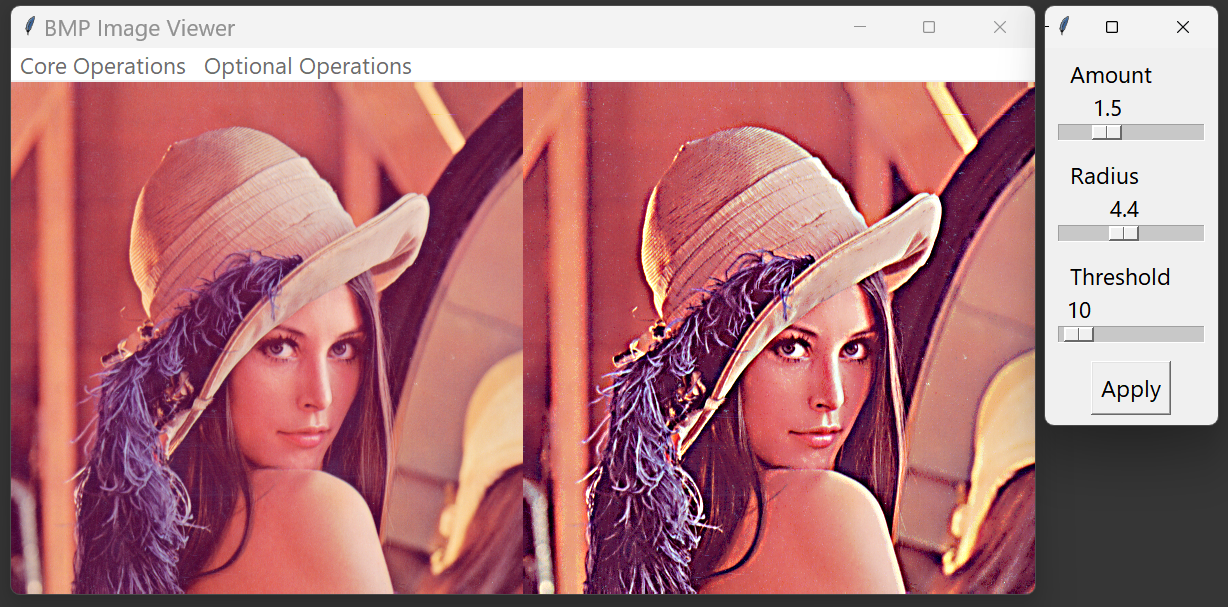 BMP Image Viewer
Core Operations Optional Operations
Amount
1.5
Radius
4.4
Threshold
10
Apply